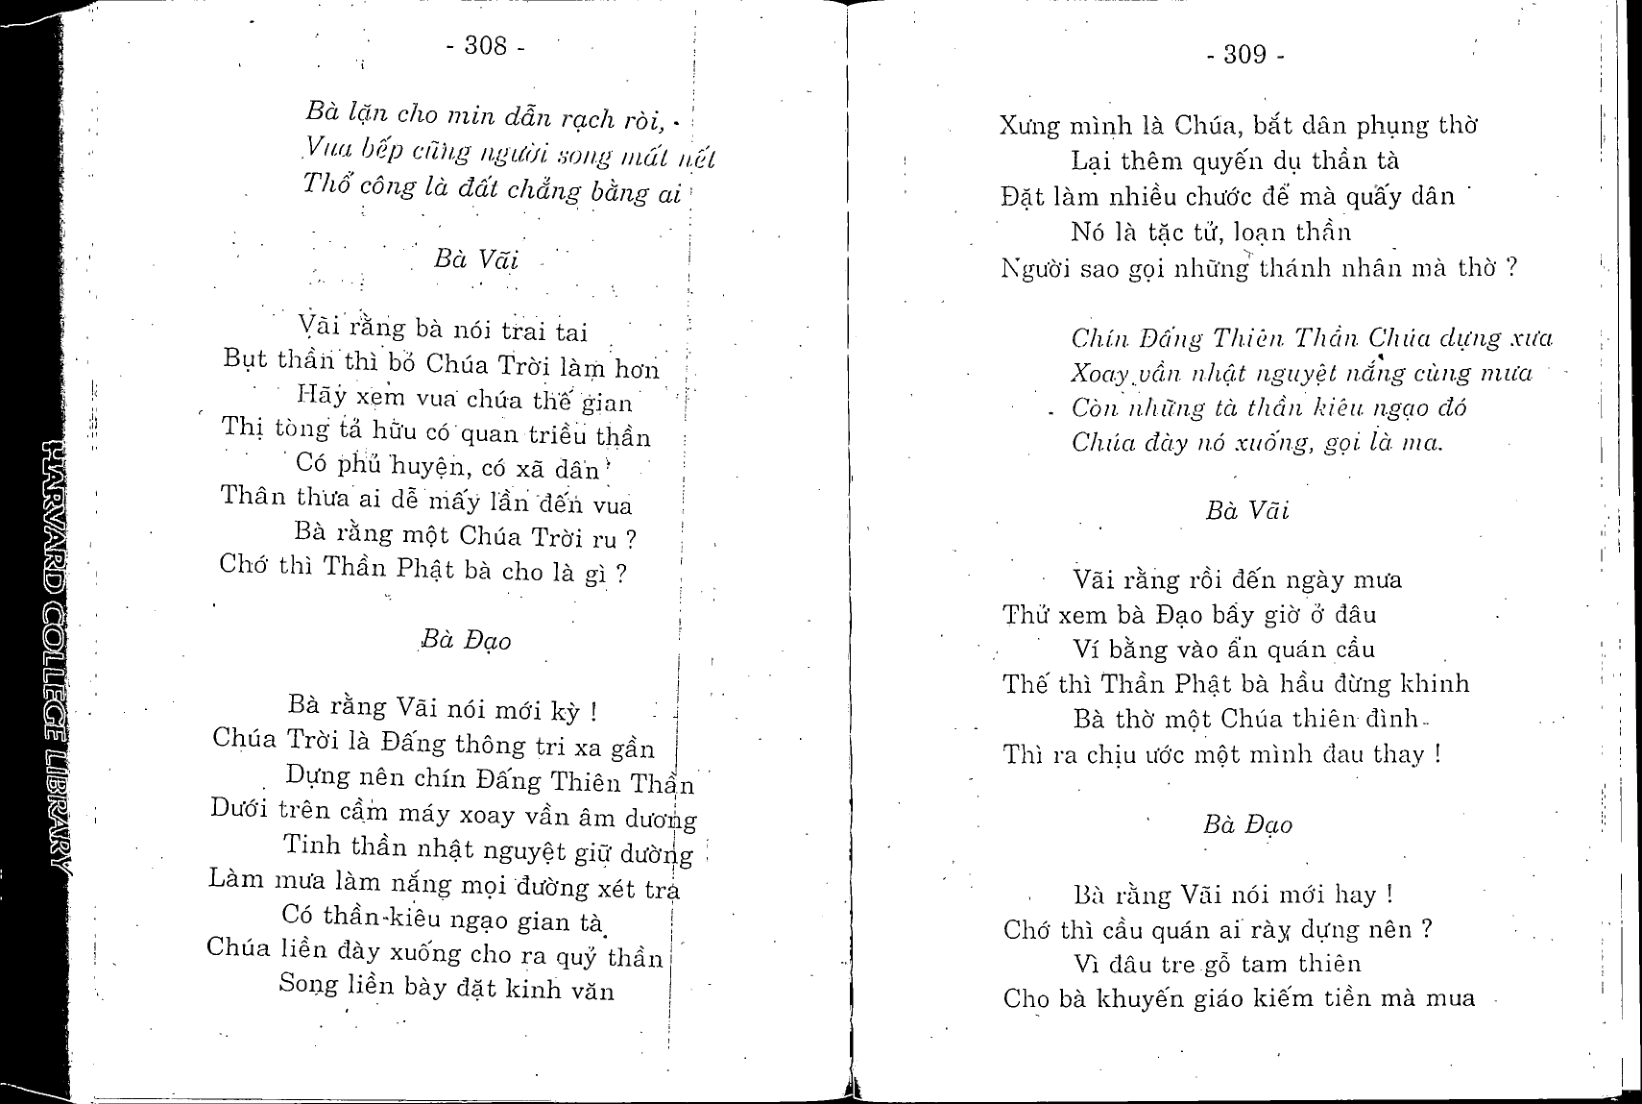 - 308 -
Bà lặn cho min dẫn rạch ròi,
Vua bếp cũng người song mất nết
Thổ công là đất chẳng bằng ai
Bà Vãi
Vãi rằng bà nói trai tai
Bụt thần thì bỏ Chúa Trời làm hơn
Hãy xem vua chúa thế gian
Thị tòng tả hữu có quan triều thần
Có phủ huyện, có xã dân
Thân thưa ai dễ mấy lần đến vua
Bà rằng một Chúa Trời ru ?
Chớ thì Thần Phật bà cho là gì ?
Bà Đạo
Bà rằng Vãi nói mới kỳ !
Chúa Trời là Đấng thông tri xa gần
Dựng nên chín Đấng Thiên Thần
Dưới trên cầm máy xoay vần âm dương
Tinh thần nhật nguyệt giữ dường
Làm mưa làm nắng mọi đường xét tra
Có thần kiêu ngạo gian tà
Chúa liền đày xuống cho ra quỷ thần
Song liền bày đặt kinh văn
- 309 -
Xưng mình là Chúa, bắt dân phụng thờ
Lại thêm quyến dụ thần tà
Đặt làm nhiều chước để mà quấy dân
Nó là tặc tử, loạn thần
Người sao gọi những thánh nhân mà thờ ?
Chín Đấng Thiên Thần Chúa dựng xưa
Xoay vần nhật nguyệt nắng cùng mưa
Còn những tà thần kiêu ngạo đó
Chúa đày nó xuống, gọi là ma.
Bà Vãi
Vãi rằng rồi đến ngày mưa
Thử xem bà Đạo bấy giờ ở đâu
Ví bằng vào ẩn quán cầu
Thế thì Thần Phật bà hầu đừng khinh
Bà thờ một Chúa thiên đình
Thì ra chịu ước một mình đau thay !
Bà Đạo
Bà rằng Vãi nói mới hay !
Chớ thì cầu quán ai rày dựng nên ?
Vì đâu tre gỗ tam thiên
Cho bà khuyến giáo kiếm tiền mà mua
HARVARD COLLEGE LIBRARY